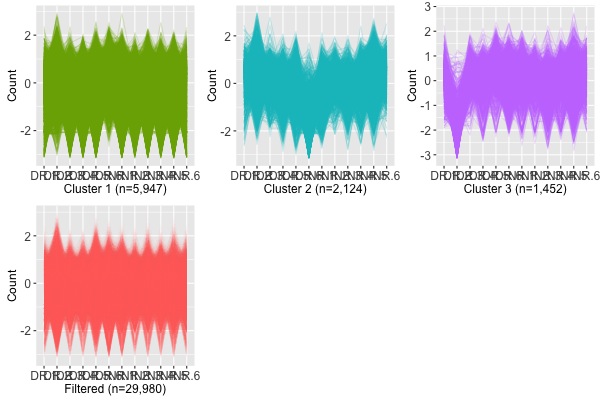 3
2
2
2
1
Count
0
Count
0
Count
0
-1
-2
-2
-2
-3
Cluster 1 (n=5,947)
Cluster 2 (n=2,124)
Cluster 3 (n=1,452)
2
Count
0
-2
Filtered (n=29,980)